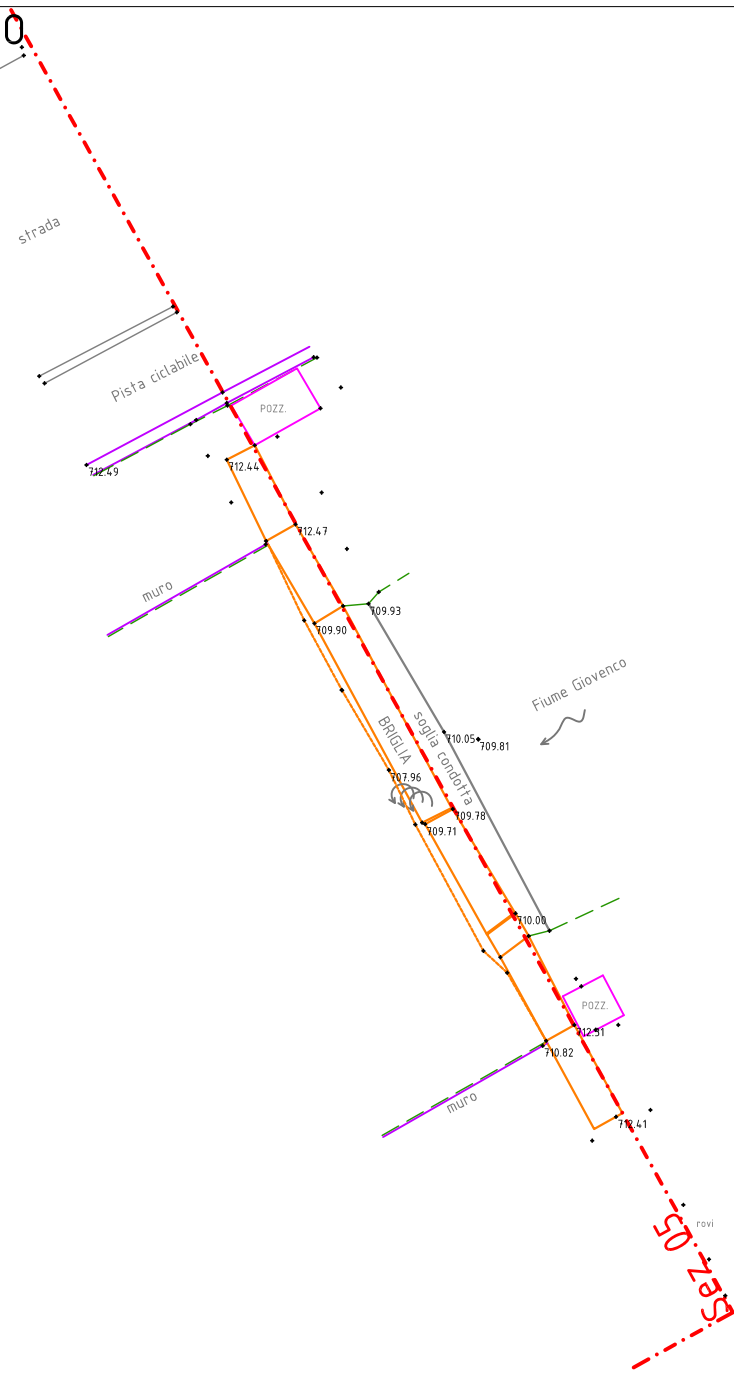 0
strada
Pista ciclabile
POZZ.
712.49
712.44
712.47
muro
709.93
709.90
Fiume Giovenco
BRIGLIA
soglia condotta
710.05
709.81
707.96
709.78
709.71
710.00
POZZ.
712.51
710.82
muro
712.41
rovi
Sez 05